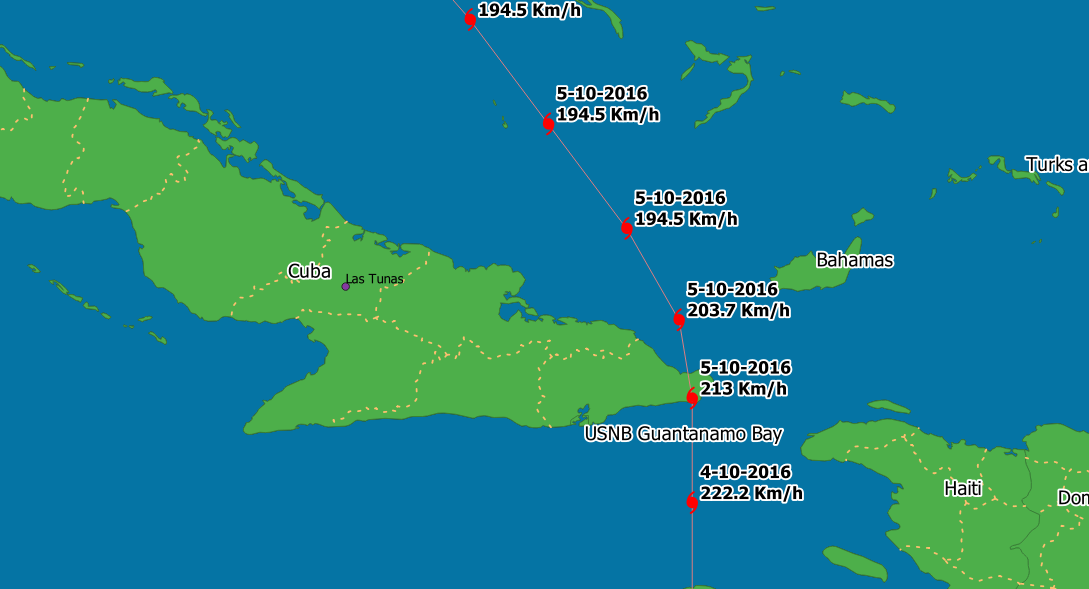 194.5 Km/h
5-10-2016
194.5 Km/h
Turks a
5-10-2016
194.5 Km/h
Bahamas
Cuba
Las Tunas
5-10-2016
203.7 Km/h
5-10-2016
213 Km/h
USNB Guantanamo Bay
4-10-2016
222.2 Km/h
Haiti
Don